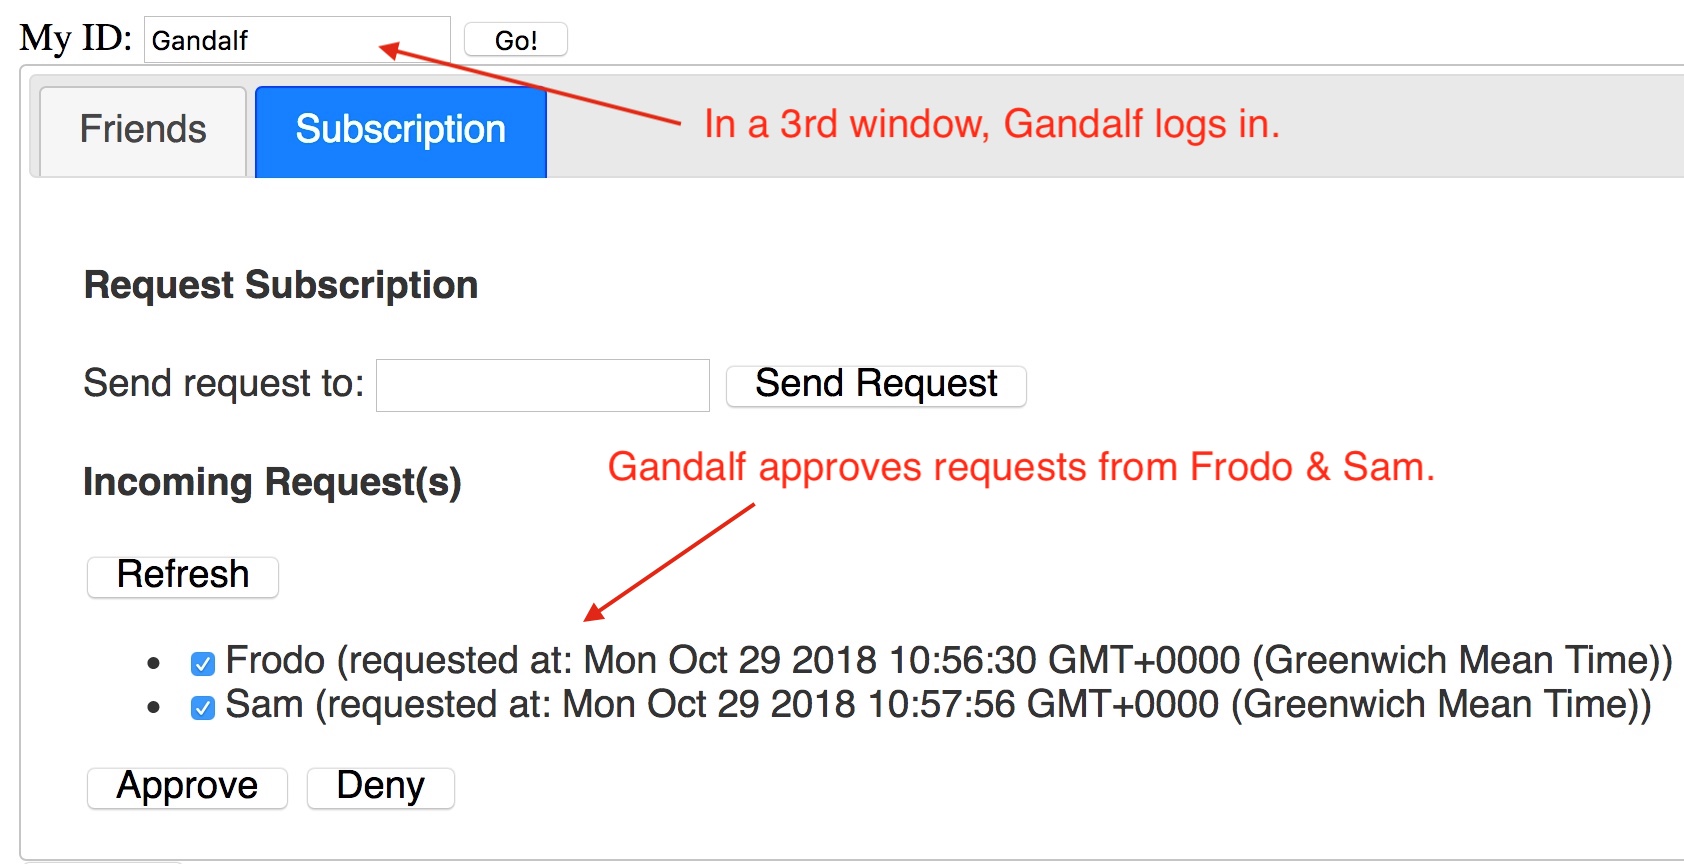 My ID: Gandalf Go!
Friends Subscription
In a 3rd window, Gandalf logs in.
Request Subscription
Send request to: Send Request
Gandalf approves requests from Frodo & Sam.
Incoming Request(s)
Refresh
• Frodo (requested at: Mon Oct 29 2018 10:56:30 GMT+0000 (Greenwich Mean Time))
• Sam (requested at: Mon Oct 29 2018 10:57:56 GMT+0000 (Greenwich Mean Time))
Approve Deny